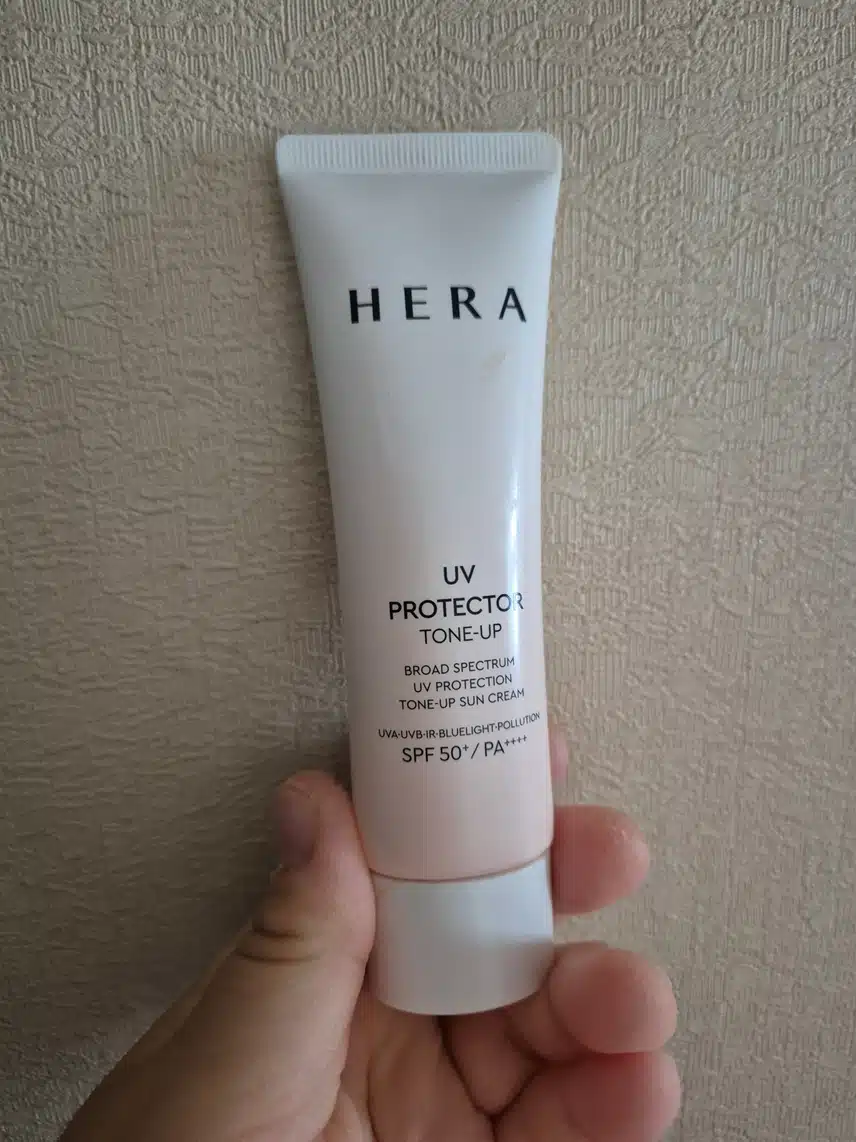 HERA
UV
PROTECTOR
TONE-UP
BROAD SPECTRUM
UV PROTECTION
TONE-UP SUN CREAM
UVA·UVB·IR·BLUELIGHT·POLLUTION
SPF 50⁺/ PA⁺⁺⁺⁺